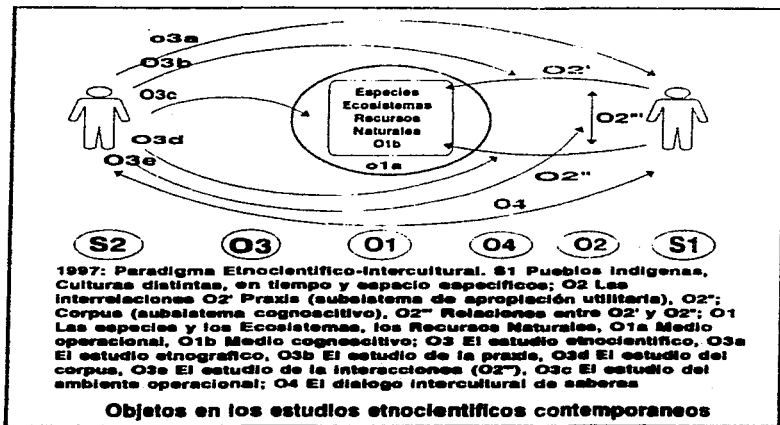 o3a
O3b
O2'
O3c
Especies
Ecosistemas
Recursos
Naturales
O1b
O2'''
O3d
o1a
O3e
O2''
O4
S2 O3 O1 O4 O2 S1
1997: Paradigma Etnocientifico-Intercultural. S1 Pueblos Indigenas,
Culturas distintas, en tiempo y espacio especificos; O2 Las
interrelaciones O2' Praxis (subsistema de apropiación utilitaria), O2":
Corpus (subsistema cognoscitivo), O2''' Relaciones entre O2' y O2"; O1
Las especies y los Ecosistemas, los Recursos Naturales, O1a Medio
operacional, O1b Medio cognoscitivo; O3 El estudio etnocientifico, O3a
El estudio etnografico, O3b El estudio de la praxis, O3d El estudio del
corpus, O3e El estudio de la interacciones (O2'''), O3c El estudio del
ambiente operacional; O4 El dialogo intercultural de saberes
Objetos en los estudios etnocientificos contemporaneos